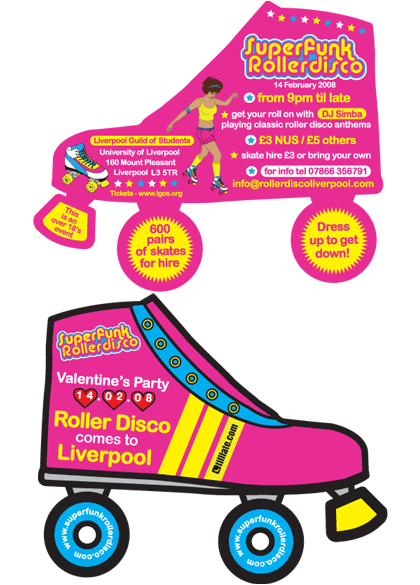 SuperFunk
Rollerdisco
14 February 2008
from 9pm til late
get your roll on with DJ Simba
playing classic roller disco anthems
£3 NUS / £5 others
skate hire £3 or bring your own
for info tel 07866 356791
info@rollerdiscoliverpool.com
Liverpool Guild of Students
University of Liverpool
160 Mount Pleasant
Liverpool L3 5TR
Tickets - www.lgos.org
This is
an
over 18's
event
600
pairs
of skates
for hire
Dress
up to get
down!
SuperFunk
Rollerdisco
Valentine's Party
14.02.08
Roller Disco
comes to
Liverpool
tillate.com
www.superfunkrollerdisco.com
www.superfunkrollerdisco.com